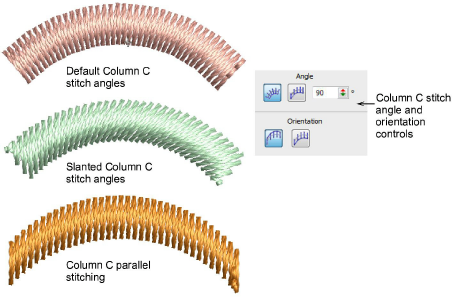 Default Column C
stitch angles
Angle
90 °
Column C stitch
angle and
orientation
controls
Orientation
Slanted Column C
stitch angles
Column C parallel
stitching